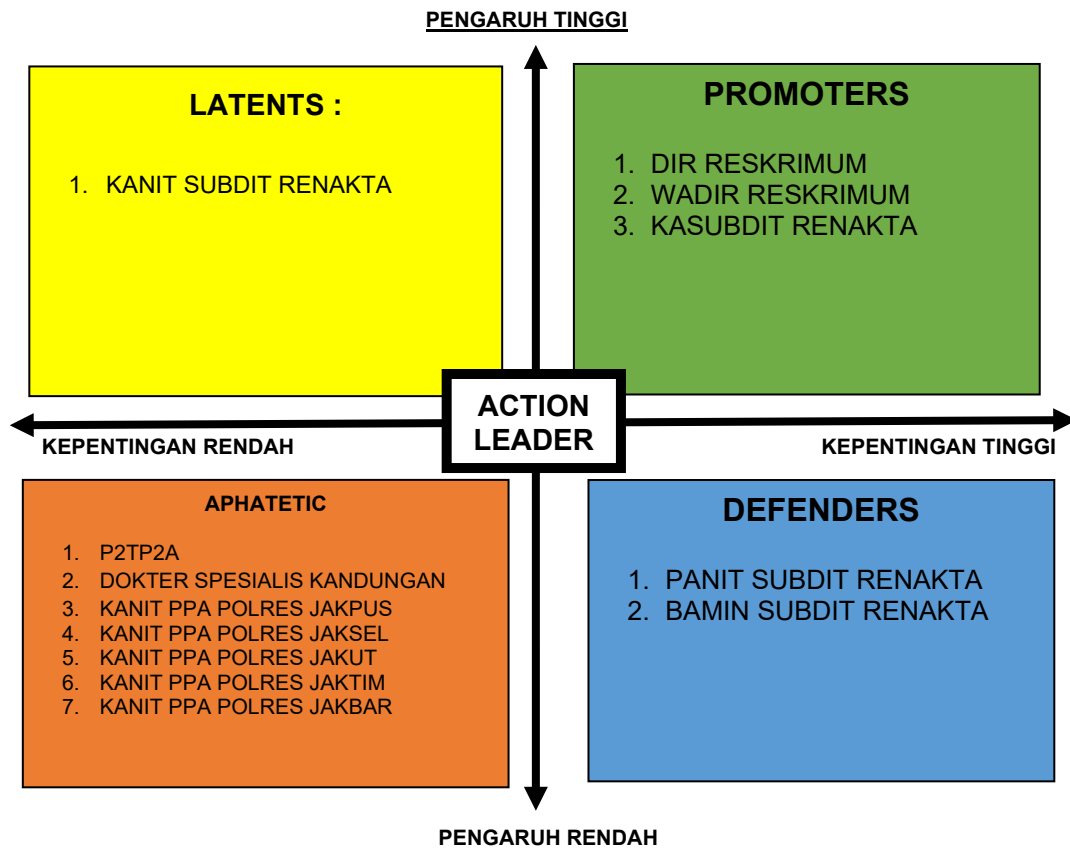 PENGARUH TINGGI
LATENTS :
1. KANIT SUBDIT RENAKTA
PROMOTERS
1. DIR RESKRIMUM
2. WADIR RESKRIMUM
3. KASUBDIT RENAKTA
ACTION
LEADER
KEPENTINGAN RENDAH
KEPENTINGAN TINGGI
APHATETIC
1. P2TP2A
2. DOKTER SPESIALIS KANDUNGAN
3. KANIT PPA POLRES JAKPUS
4. KANIT PPA POLRES JAKSEL
5. KANIT PPA POLRES JAKUT
6. KANIT PPA POLRES JAKTIM
7. KANIT PPA POLRES JAKBAR
DEFENDERS
1. PANIT SUBDIT RENAKTA
2. BAMIN SUBDIT RENAKTA
PENGARUH RENDAH